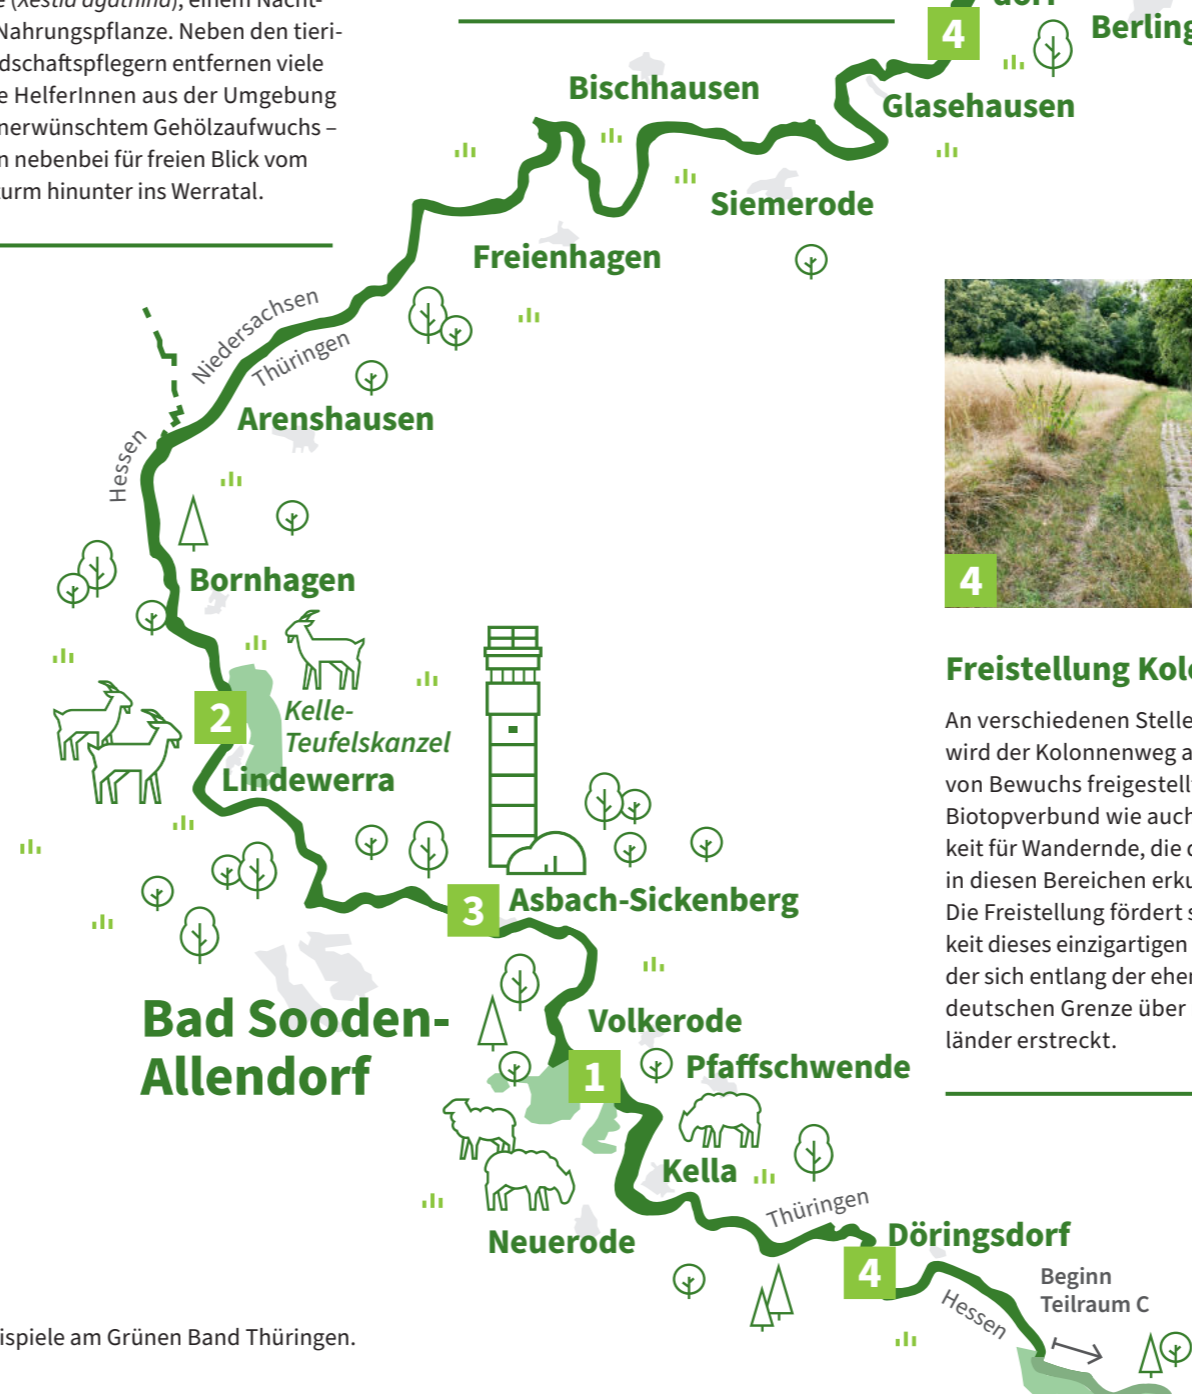 (Xestia agathina), einem Nacht-
Nahrungspflanze. Neben den tieri-
dschaftspflegern entfernen viele
e HelferInnen aus der Umgebung
nerwünschtem Gehölzaufwuchs –
n nebenbei für freien Blick vom
turm hinunter ins Werratal.
dorf
4
Berling
Bischhausen
Glasehausen
Siemerode
Freienhagen
Niedersachsen
Thüringen
Arenshausen
Hessen
Bornhagen
2
Kelle-
Teufelskanzel
Lindewerra
3
Asbach-Sickenberg
Bad Sooden-
Allendorf
Volkerode
1
Pfaffschwende
Kella
Neuerode
Thüringen
Döringsdorf
4
Hessen
Beginn
Teilraum C
4
Freistellung Kolo
An verschiedenen Stelle
wird der Kolonnenweg a
von Bewuchs freigestell
Biotopverbund wie auch
keit für Wandernde, die d
in diesen Bereichen erku
Die Freistellung fördert s
keit dieses einzigartigen
der sich entlang der eher
deutschen Grenze über
länder erstreckt.
ispiele am Grünen Band Thüringen.